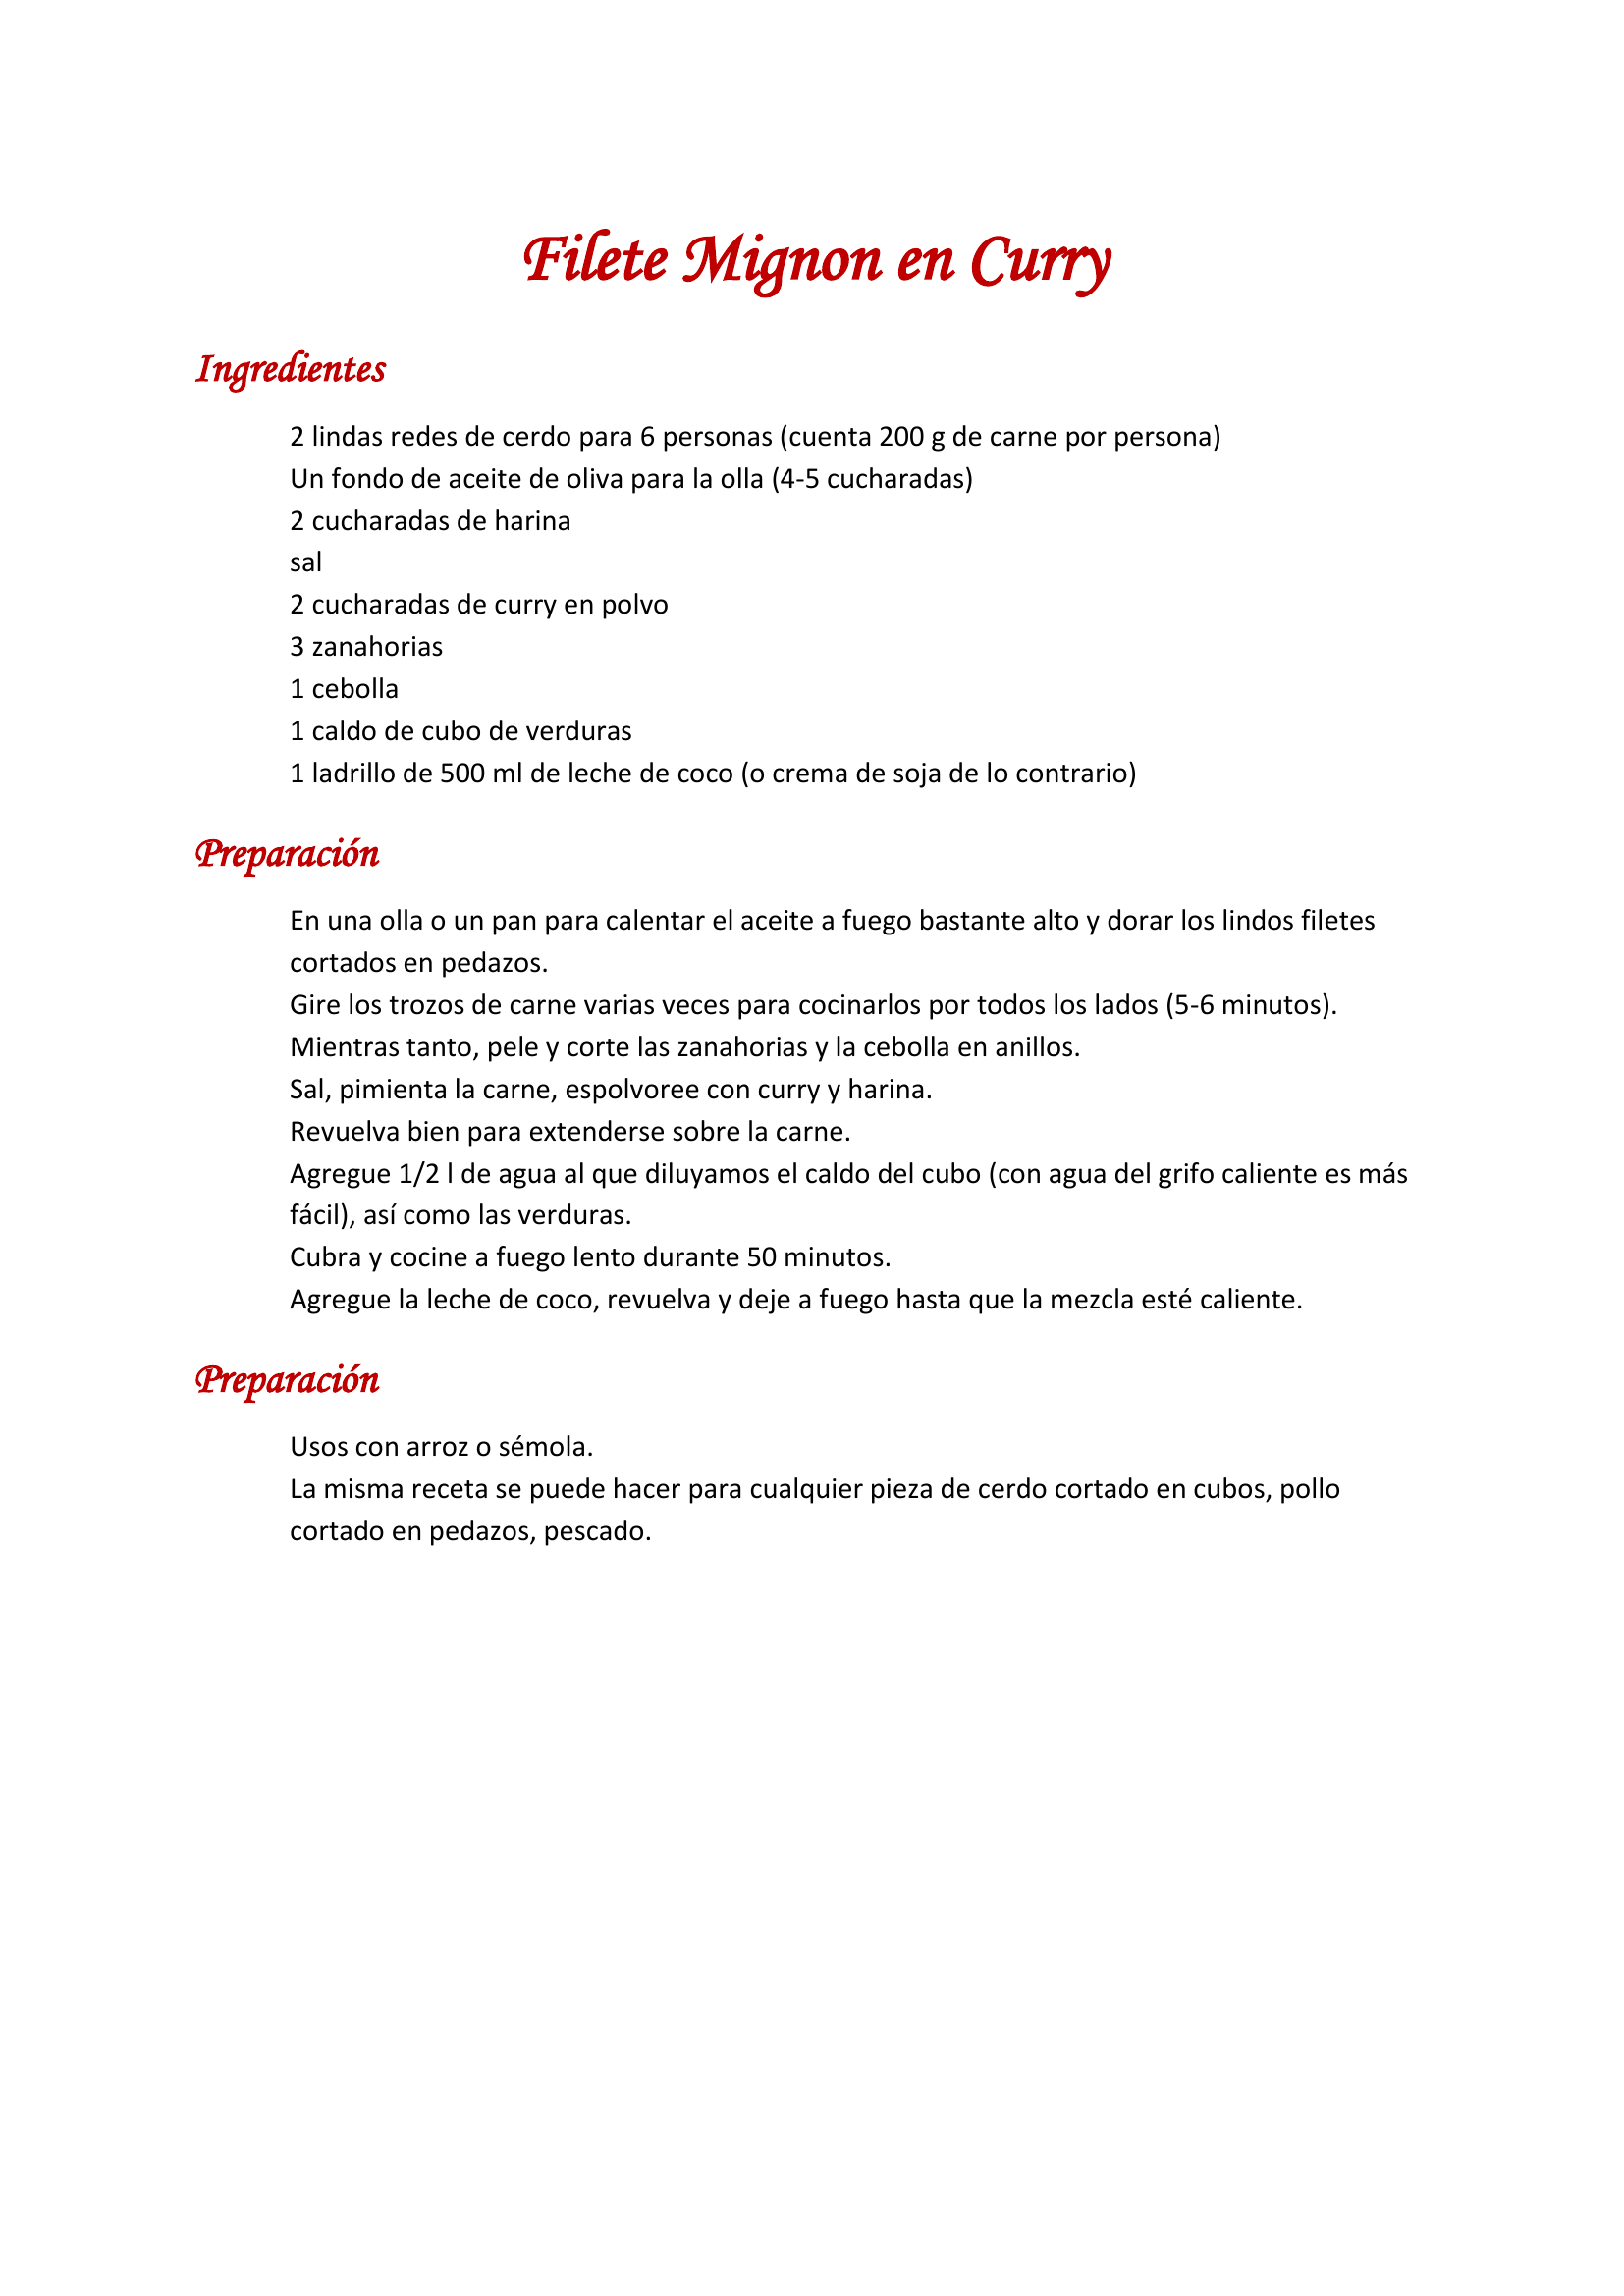 Filete Mignon en Curry
Ingredientes
2 lindas redes de cerdo para 6 personas (cuenta 200 g de carne por persona)
Un fondo de aceite de oliva para la olla (4-5 cucharadas)
2 cucharadas de harina
sal
2 cucharadas de curry en polvo
3 zanahorias
1 cebolla
1 caldo de cubo de verduras
1 ladrillo de 500 ml de leche de coco (o crema de soja de lo contrario)
Preparación
En una olla o un pan para calentar el aceite a fuego bastante alto y dorar los lindos filetes
cortados en pedazos.
Gire los trozos de carne varias veces para cocinarlos por todos los lados (5-6 minutos).
Mientras tanto, pele y corte las zanahorias y la cebolla en anillos.
Sal, pimienta la carne, espolvoree con curry y harina.
Revuelva bien para extenderse sobre la carne.
Agregue 1/2 l de agua al que diluyamos el caldo del cubo (con agua del grifo caliente es más
fácil), así como las verduras.
Cubra y cocine a fuego lento durante 50 minutos.
Agregue la leche de coco, revuelva y deje a fuego hasta que la mezcla esté caliente.
Preparación
Usos con arroz o sémola.
La misma receta se puede hacer para cualquier pieza de cerdo cortado en cubos, pollo
cortado en pedazos, pescado.